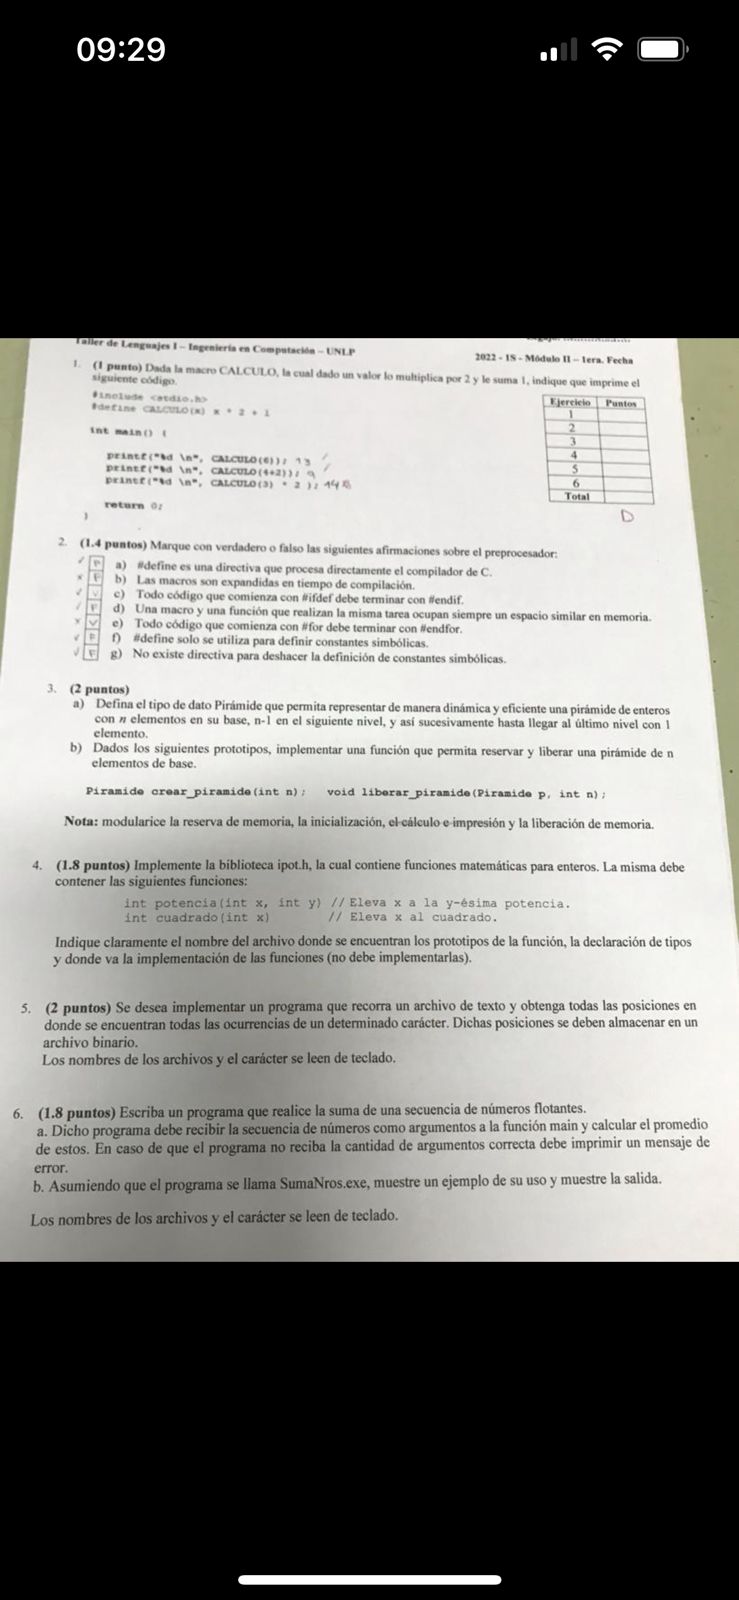 09:29
Taller de Lenguajes I – Ingeniería en Computación – UNLP
2022 - 1S - Módulo II – 1era. Fecha
1. (1 punto) Dada la macro CALCULO, la cual dado un valor lo multiplica por 2 y le suma 1, indique que imprime el
siguiente código.
#include <stdio.h>
#define CALCULO(x) x * 2 + 1
int main() {
printf("%d \n", CALCULO(6)); 13
printf("%d \n", CALCULO(4+2)); 9
printf("%d \n", CALCULO(3) * 2 );
return 0;
}
Ejercicio Puntos
1
2
3
4
5
6
Total
D
2. (1.4 puntos) Marque con verdadero o falso las siguientes afirmaciones sobre el preprocesador:
F a) #define es una directiva que procesa directamente el compilador de C.
F b) Las macros son expandidas en tiempo de compilación.
V c) Todo código que comienza con #ifdef debe terminar con #endif.
F d) Una macro y una función que realizan la misma tarea ocupan siempre un espacio similar en memoria.
V e) Todo código que comienza con #for debe terminar con #endfor.
F f) #define solo se utiliza para definir constantes simbólicas.
F g) No existe directiva para deshacer la definición de constantes simbólicas.
3. (2 puntos)
a) Defina el tipo de dato Pirámide que permita representar de manera dinámica y eficiente una pirámide de enteros
con n elementos en su base, n-1 en el siguiente nivel, y así sucesivamente hasta llegar al último nivel con 1
elemento.
b) Dados los siguientes prototipos, implementar una función que permita reservar y liberar una pirámide de n
elementos de base.
Piramide crear_piramide(int n); void liberar_piramide(Piramide p, int n);
Nota: modularice la reserva de memoria, la inicialización, el cálculo e impresión y la liberación de memoria.
4. (1.8 puntos) Implemente la biblioteca ipot.h, la cual contiene funciones matemáticas para enteros. La misma debe
contener las siguientes funciones:
int potencia(int x, int y) // Eleva x a la y-ésima potencia.
int cuadrado(int x) // Eleva x al cuadrado.
Indique claramente el nombre del archivo donde se encuentran los prototipos de la función, la declaración de tipos
y donde va la implementación de las funciones (no debe implementarlas).
5. (2 puntos) Se desea implementar un programa que recorra un archivo de texto y obtenga todas las posiciones en
donde se encuentran todas las ocurrencias de un determinado carácter. Dichas posiciones se deben almacenar en un
archivo binario.
Los nombres de los archivos y el carácter se leen de teclado.
6. (1.8 puntos) Escriba un programa que realice la suma de una secuencia de números flotantes.
a. Dicho programa debe recibir la secuencia de números como argumentos a la función main y calcular el promedio
de estos. En caso de que el programa no reciba la cantidad de argumentos correcta debe imprimir un mensaje de
error.
b. Asumiendo que el programa se llama SumaNros.exe, muestre un ejemplo de su uso y muestre la salida.
Los nombres de los archivos y el carácter se leen de teclado.